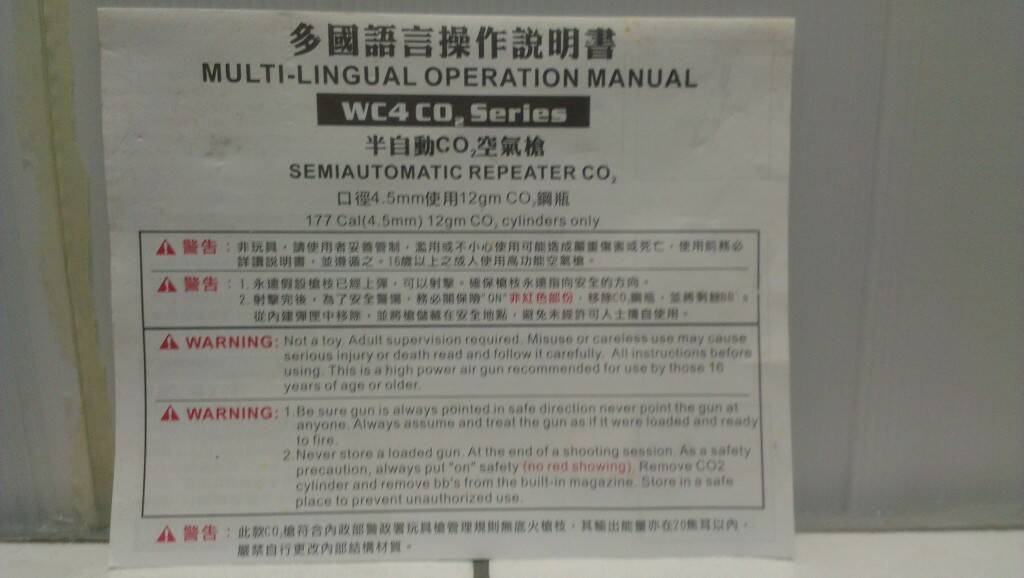 多國語言操作說明書
MULTI-LINGUAL OPERATION MANUAL
WC4 CO₂ Series
半自動CO₂空氣槍
SEMIAUTOMATIC REPEATER CO₂
口徑4.5mm使用12gm CO₂鋼瓶
177 Cal(4.5mm) 12gm CO₂ cylinders only
警告：非玩具，請使用者妥善管制，濫用或不小心使用可能造成嚴重傷害或死亡，使用前務必
詳讀說明書，並遵循之。16歲以上之成人使用高功能空氣槍。
警告：1.永遠假設槍枝已經上彈，可以射擊。確保槍枝永遠指向安全的方向。
2.射擊完後，為了安全警惕，務必關保險"ON"非紅色部份，移除CO₂鋼瓶，並將剩餘BB's
從內建彈匣中移除，並將槍儲藏在安全地點，避免未經許可人士擅自使用。
WARNING: Not a toy. Adult supervision required. Misuse or careless use may cause
serious injury or death read and follow it carefully. All instructions before
using. This is a high power air gun recommended for use by those 16
years of age or older.
WARNING: 1.Be sure gun is always pointed in safe direction never point the gun at
anyone. Always assume and treat the gun as if it were loaded and ready
to fire.
2.Never store a loaded gun. At the end of a shooting session. As a safety
precaution, always put "on" safety (no red showing). Remove CO2
cylinder and remove bb's from the built-in magazine. Store in a safe
place to prevent unauthorized use.
警告：此款CO₂槍符合內政部警政署玩具槍管理規則無底火槍枝，其輸出能量亦在20焦耳以內，
嚴禁自行更改內部結構材質。